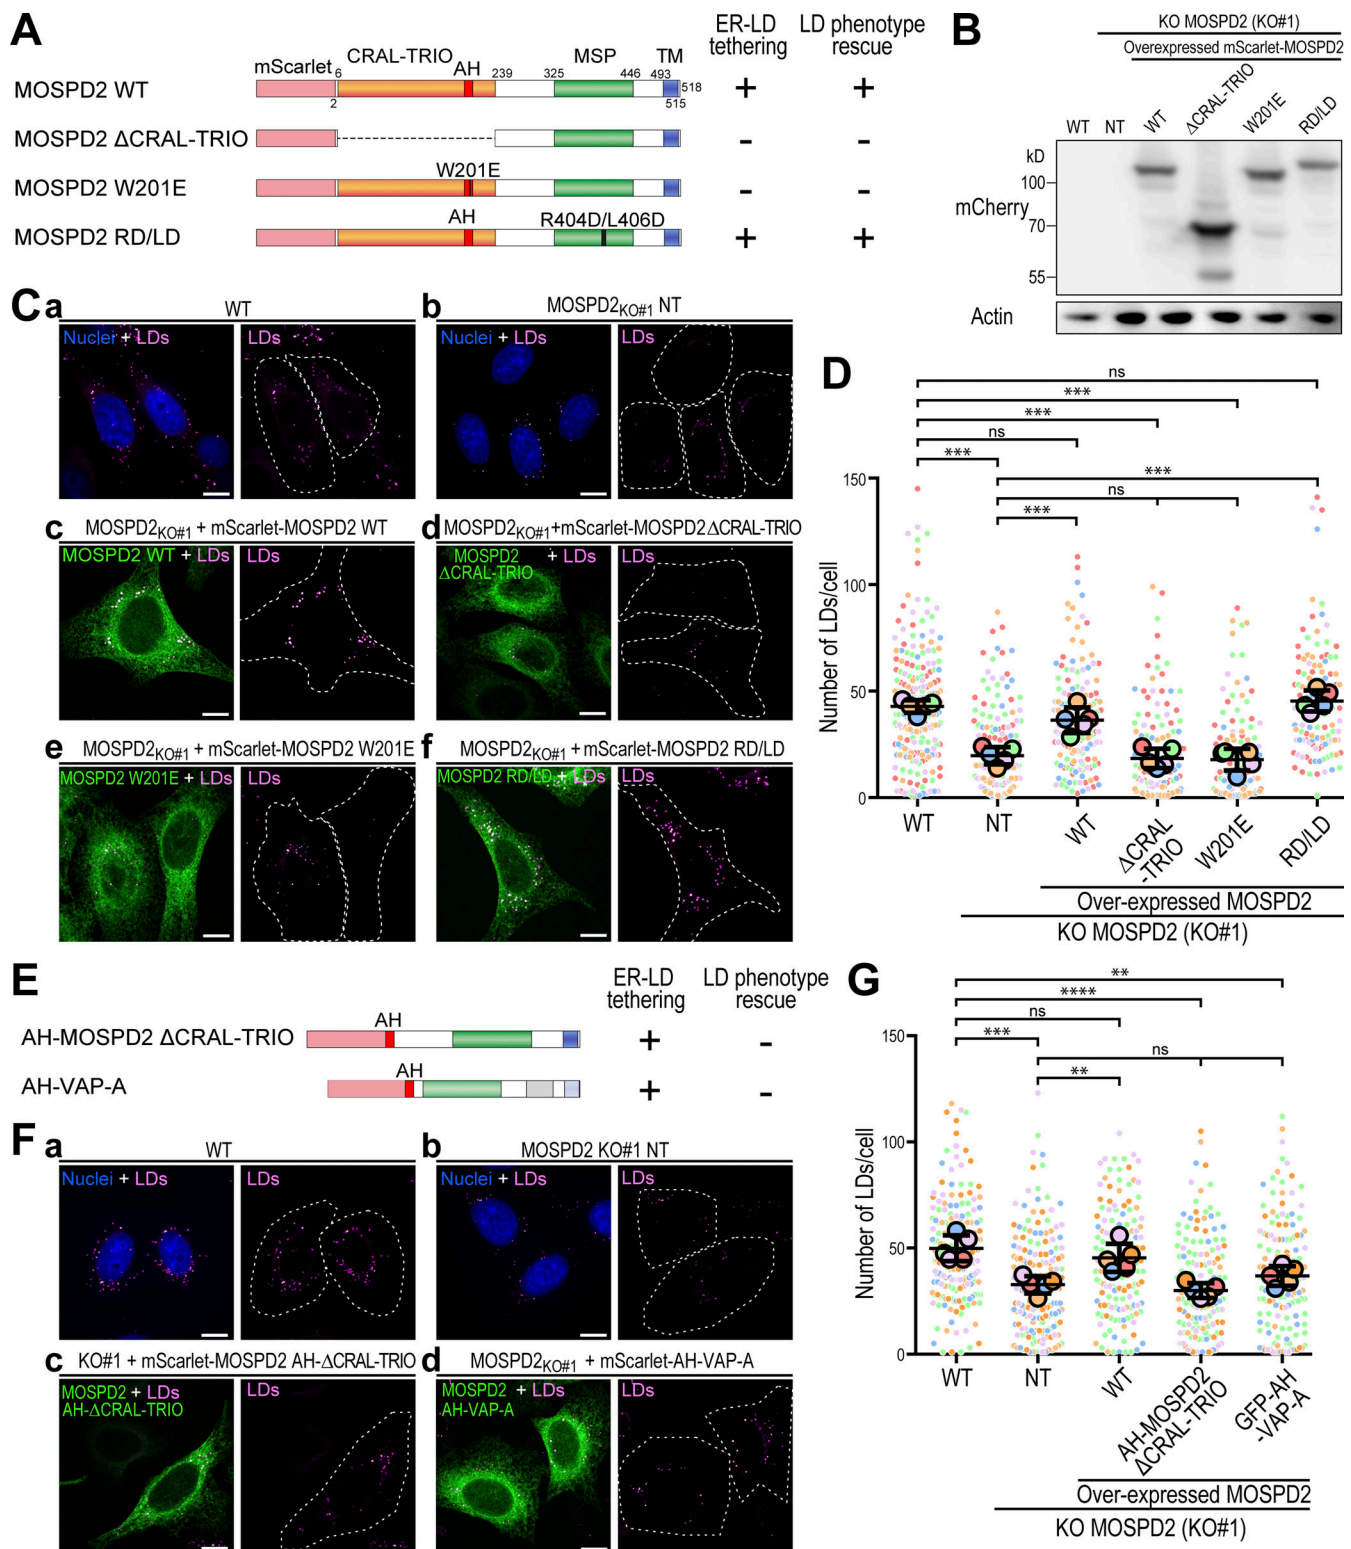 A
ER-LD tethering
LD phenotype rescue
mScarlet
6
CRAL-TRIO
AH
239
325
MSP
446
493
TM
MOSPD2 WT
2
515
518
+
+
MOSPD2 ΔCRAL-TRIO
-
-
W201E
MOSPD2 W201E
-
-
AH
R404D/L406D
MOSPD2 RD/LD
+
+
B
KO MOSPD2 (KO#1)
Overexpressed mScarlet-MOSPD2
WT
NT
WT
ΔCRAL-TRIO
W201E
RD/LD
kD
100
mCherry
70
55
Actin
C
a
WT
Nuclei + LDs
LDs
b
MOSPD2KO#1 NT
Nuclei + LDs
LDs
c
MOSPD2KO#1 + mScarlet-MOSPD2 WT
MOSPD2 WT + LDs
LDs
d
MOSPD2KO#1+mScarlet-MOSPD2 ΔCRAL-TRIO
MOSPD2 + LDs
ΔCRAL-TRIO
LDs
e
MOSPD2KO#1 + mScarlet-MOSPD2 W201E
MOSPD2 W201E + LDs
LDs
f
MOSPD2KO#1 + mScarlet-MOSPD2 RD/LD
MOSPD2 RD/LD + LDs
LDs
D
ns
***
***
ns
***
***
ns
***
Number of LDs/cell
150
100
50
0
WT
NT
WT
ΔCRAL
-TRIO
W201E
RD/LD
Over-expressed MOSPD2
KO MOSPD2 (KO#1)
E
ER-LD tethering
LD phenotype rescue
AH
AH-MOSPD2 ΔCRAL-TRIO
+
-
AH
AH-VAP-A
+
-
F
a
WT
Nuclei + LDs
LDs
b
MOSPD2 KO#1 NT
Nuclei + LDs
LDs
c
KO#1 + mScarlet-MOSPD2 AH-ΔCRAL-TRIO
MOSPD2 + LDs
AH-ΔCRAL-TRIO
LDs
d
MOSPD2KO#1 + mScarlet-AH-VAP-A
MOSPD2 + LDs
AH-VAP-A
LDs
G
**
****
ns
***
ns
**
Number of LDs/cell
150
100
50
0
WT
NT
WT
AH-MOSPD2
ΔCRAL-TRIO
GFP-AH
-VAP-A
Over-expressed MOSPD2
KO MOSPD2 (KO#1)